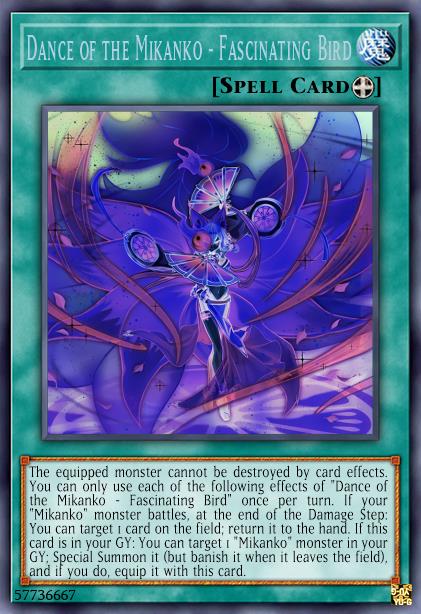 Dance of the Mikanko - Fascinating Bird 魔
[Spell Card]
The equipped monster cannot be destroyed by card effects.
You can only use each of the following effects of "Dance of
the Mikanko - Fascinating Bird" once per turn. If your
"Mikanko" monster battles, at the end of the Damage Step:
You can target 1 card on the field; return it to the hand. If this
card is in your GY: You can target 1 "Mikanko" monster in your
GY; Special Summon it (but banish it when it leaves the field),
and if you do, equip it with this card.
57736667